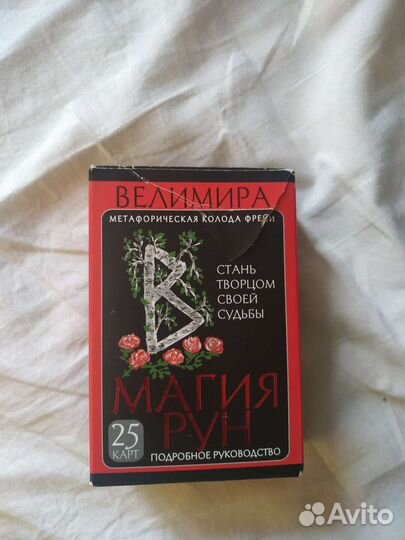 ВЕЛИМИРА
МЕТАФОРИЧЕСКАЯ КОЛОДА ФРЕЙИ
СТАНЬ
ТВОРЦОМ
СВОЕЙ
СУДЬБЫ
МАГИЯ
РУН
25
КАРТ
ПОДРОБНОЕ РУКОВОДСТВО
Avito